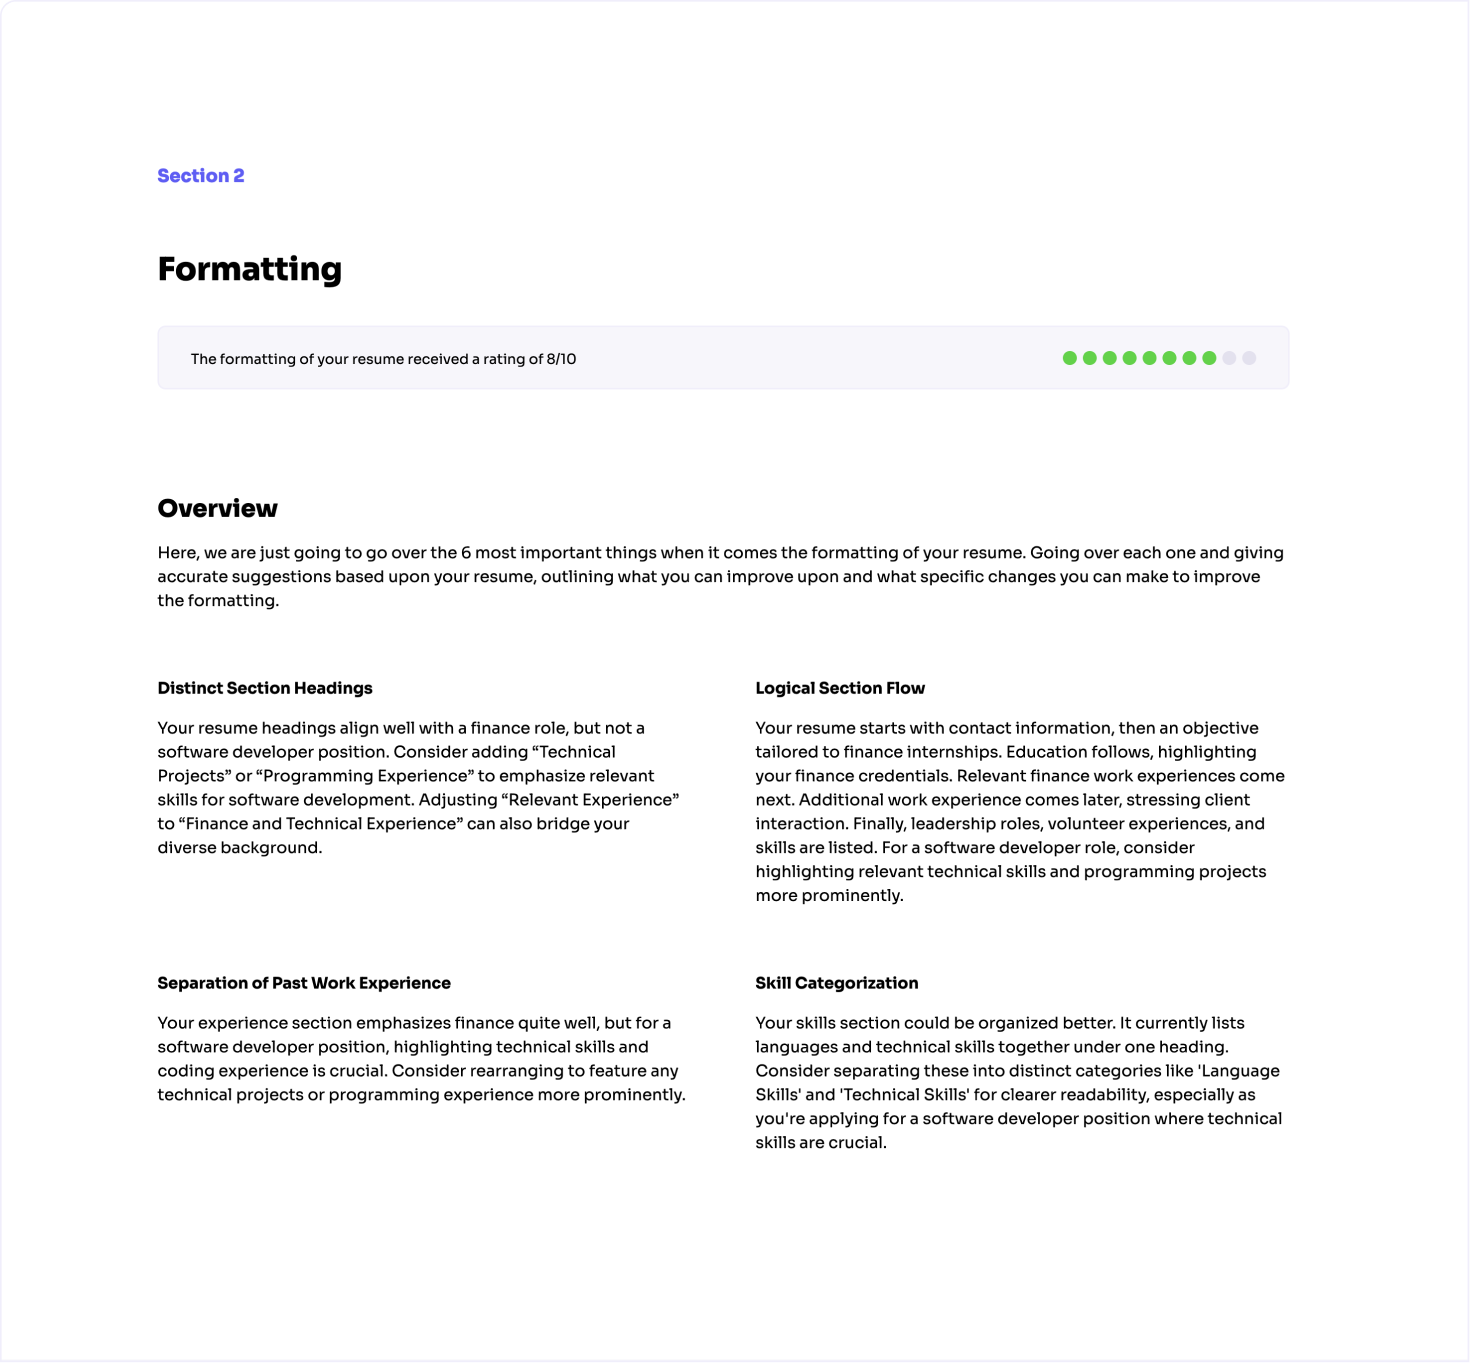 Section 2
Formatting
The formatting of your resume received a rating of 8/10
Overview
Here, we are just going to go over the 6 most important things when it comes the formatting of your resume. Going over each one and giving
accurate suggestions based upon your resume, outlining what you can improve upon and what specific changes you can make to improve
the formatting.
Distinct Section Headings
Your resume headings align well with a finance role, but not a
software developer position. Consider adding “Technical
Projects” or “Programming Experience” to emphasize relevant
skills for software development. Adjusting “Relevant Experience”
to “Finance and Technical Experience” can also bridge your
diverse background.
Logical Section Flow
Your resume starts with contact information, then an objective
tailored to finance internships. Education follows, highlighting
your finance credentials. Relevant finance work experiences come
next. Additional work experience comes later, stressing client
interaction. Finally, leadership roles, volunteer experiences, and
skills are listed. For a software developer role, consider
highlighting relevant technical skills and programming projects
more prominently.
Separation of Past Work Experience
Your experience section emphasizes finance quite well, but for a
software developer position, highlighting technical skills and
coding experience is crucial. Consider rearranging to feature any
technical projects or programming experience more prominently.
Skill Categorization
Your skills section could be organized better. It currently lists
languages and technical skills together under one heading.
Consider separating these into distinct categories like 'Language
Skills' and 'Technical Skills' for clearer readability, especially as
you're applying for a software developer position where technical
skills are crucial.